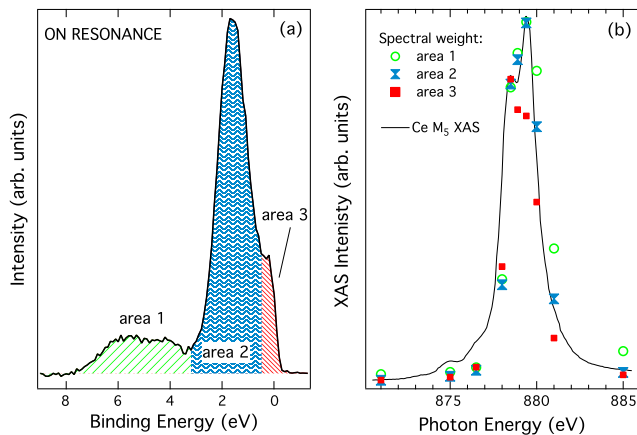 ON RESONANCE
(a)
Intensity (arb. units)
area 3
area 1
area 2
8
6
4
2
0
Binding Energy (eV)
(b)
Spectral weight:
area 1
area 2
area 3
Ce M5 XAS
XAS Intenisty (arb. units)
875
880
885
Photon Energy (eV)